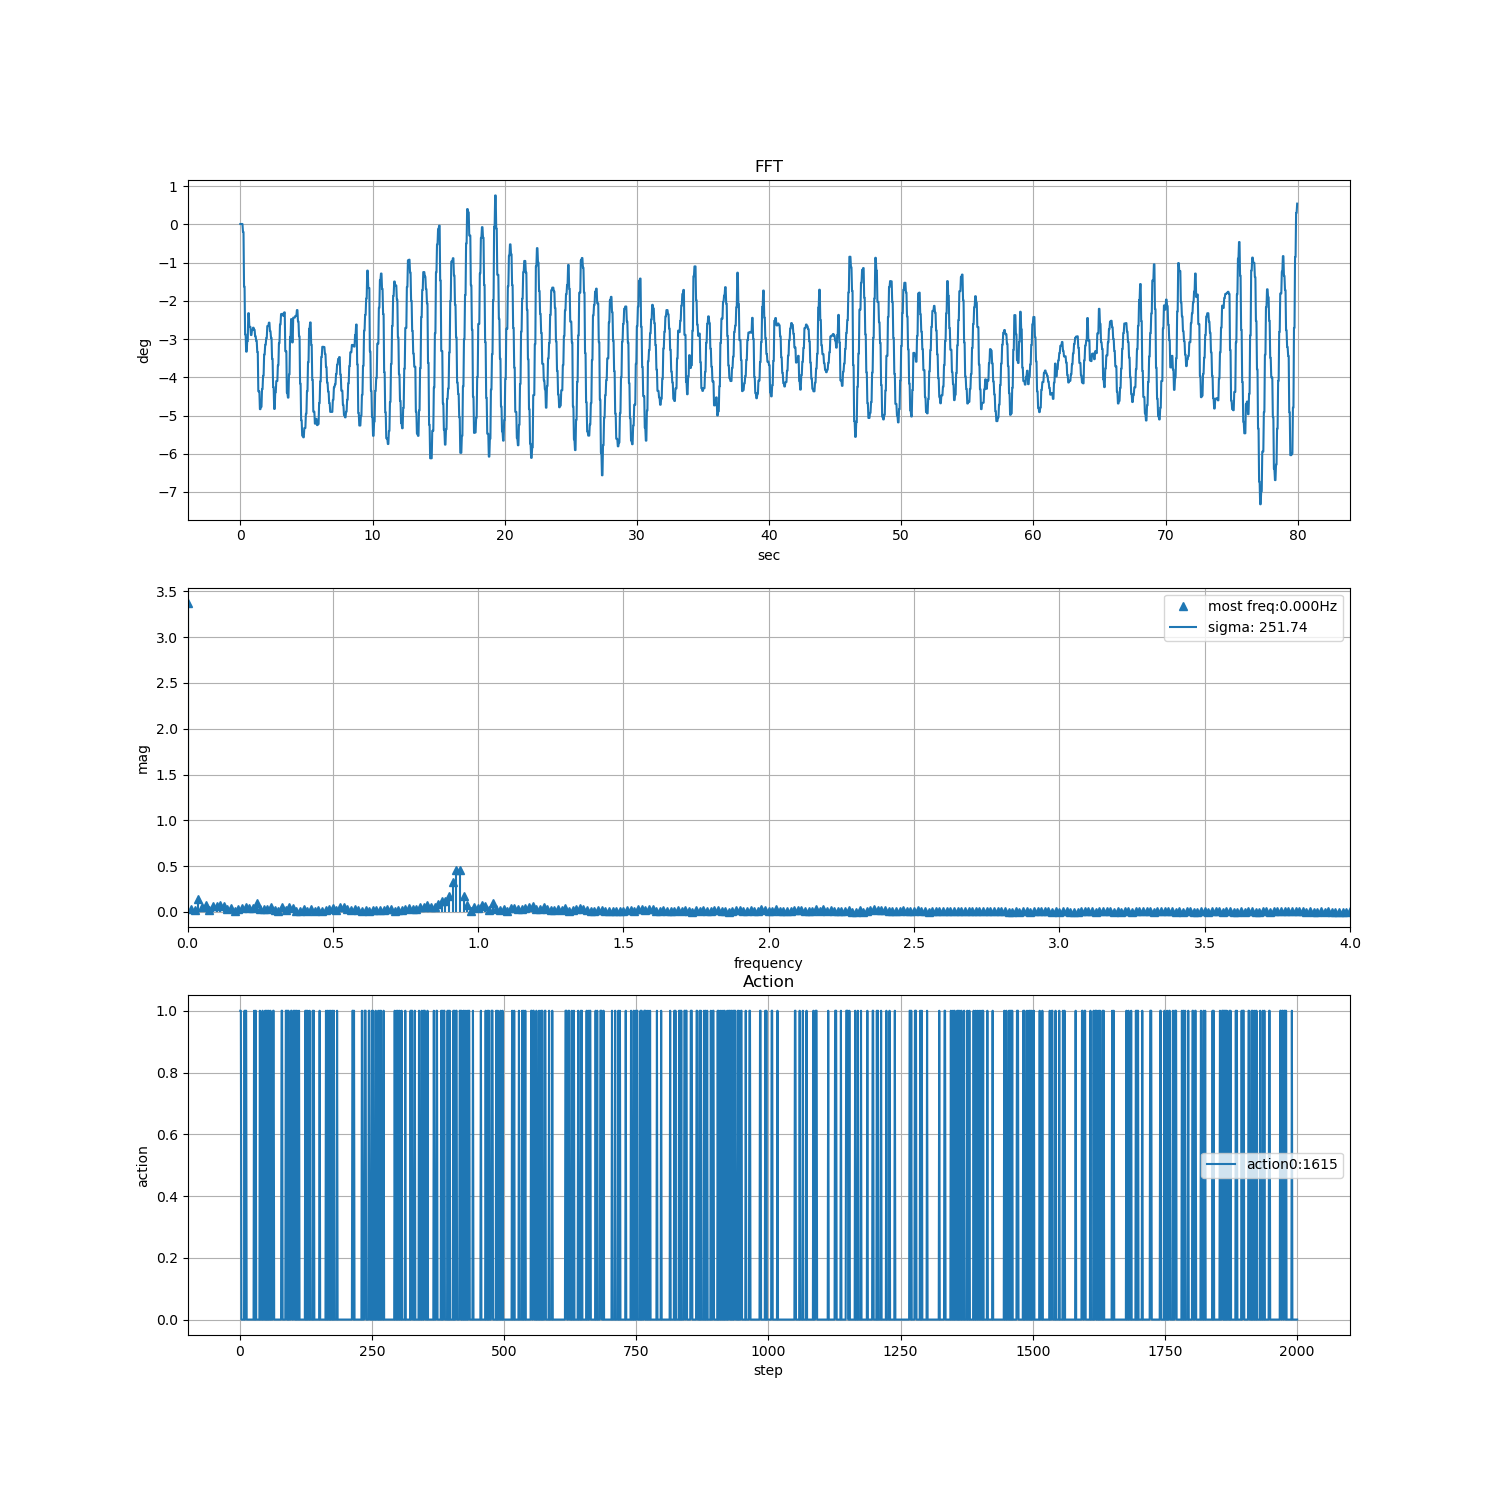 FFT
1
0
−1
−2
−3
−4
−5
−6
−7
deg
0 10 20 30 40 50 60 70 80
sec
3.5
3.0
2.5
2.0
1.5
1.0
0.5
0.0
mag
most freq:0.000Hz
sigma: 251.74
0.0 0.5 1.0 1.5 2.0 2.5 3.0 3.5 4.0
frequency
Action
1.0
0.8
0.6
0.4
0.2
0.0
action
action0:1615
0 250 500 750 1000 1250 1500 1750 2000
step